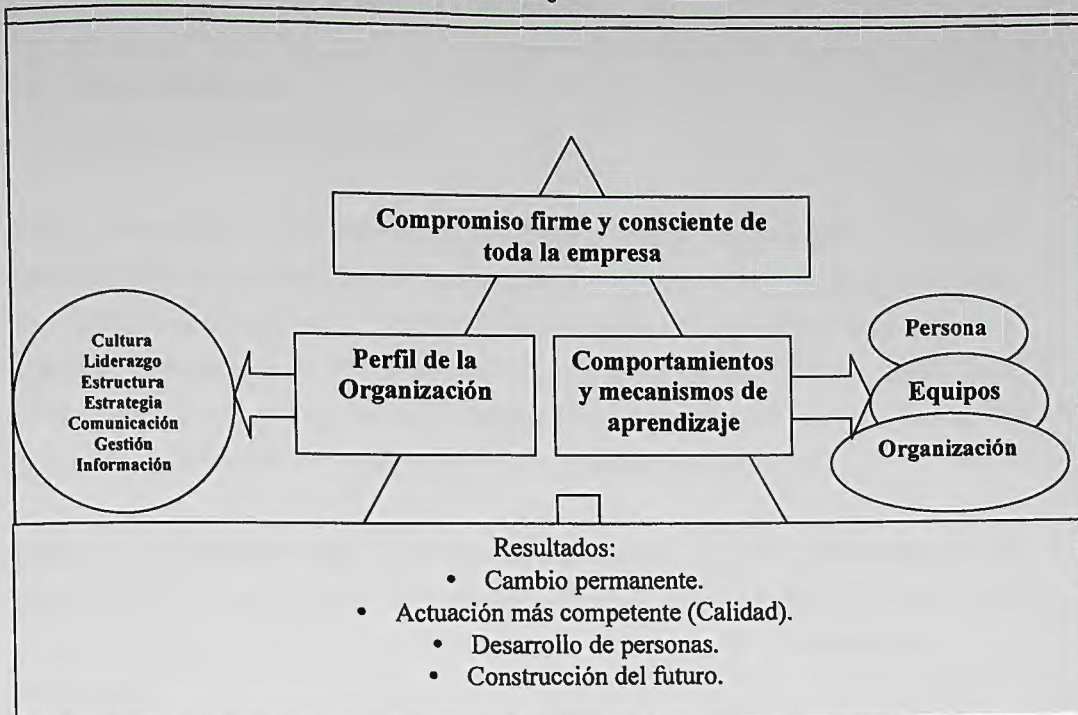 Compromiso firme y consciente de
toda la empresa
Cultura
Liderazgo
Estructura
Estrategia
Comunicación
Gestión
Información
Perfil de la
Organización
Comportamientos
y mecanismos de
aprendizaje
Persona
Equipos
Organización
Resultados:
• Cambio permanente.
• Actuación más competente (Calidad).
• Desarrollo de personas.
• Construcción del futuro.